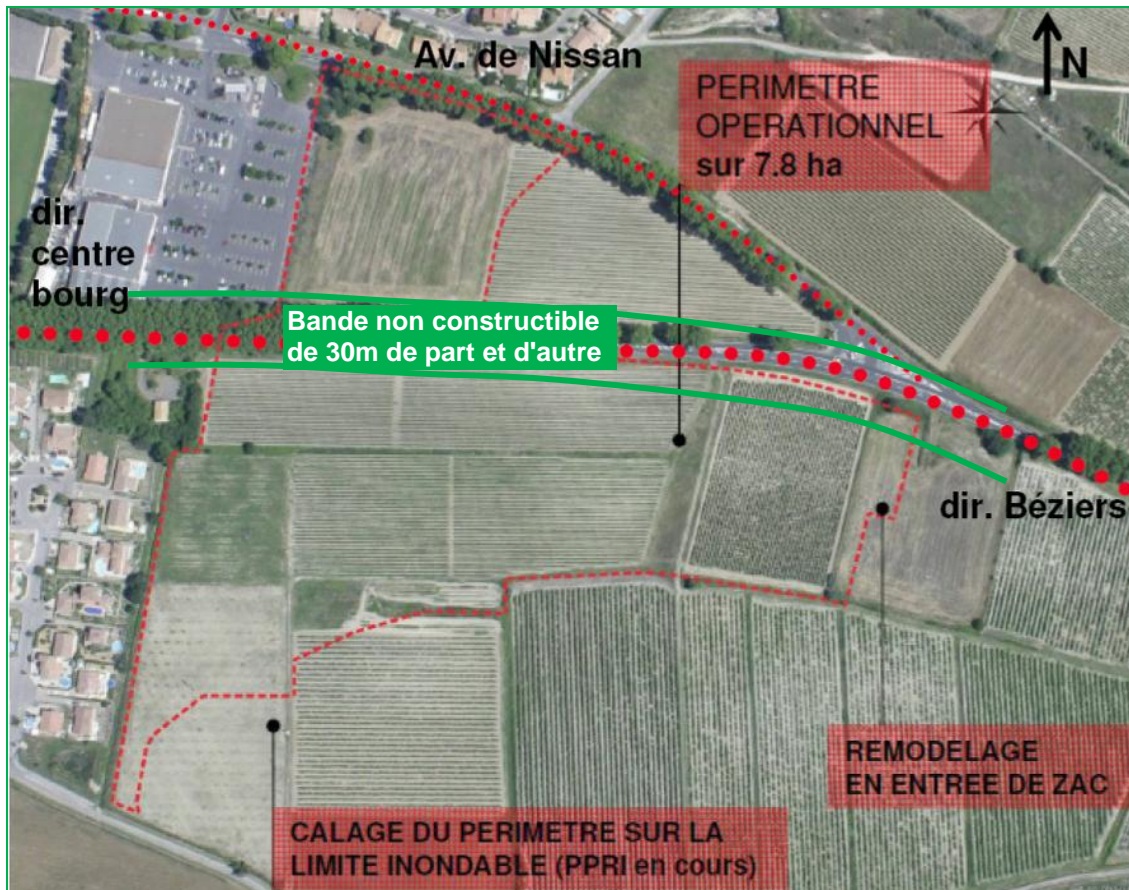 Av. de Nissan
N
PERIMETRE
OPERATIONNEL
sur 7.8 ha
dir.
centre
bourg
Bande non constructible
de 30m de part et d'autre
dir. Béziers
REMODELAGE
EN ENTREE DE ZAC
CALAGE DU PERIMETRE SUR LA
LIMITE INONDABLE (PPRI en cours)